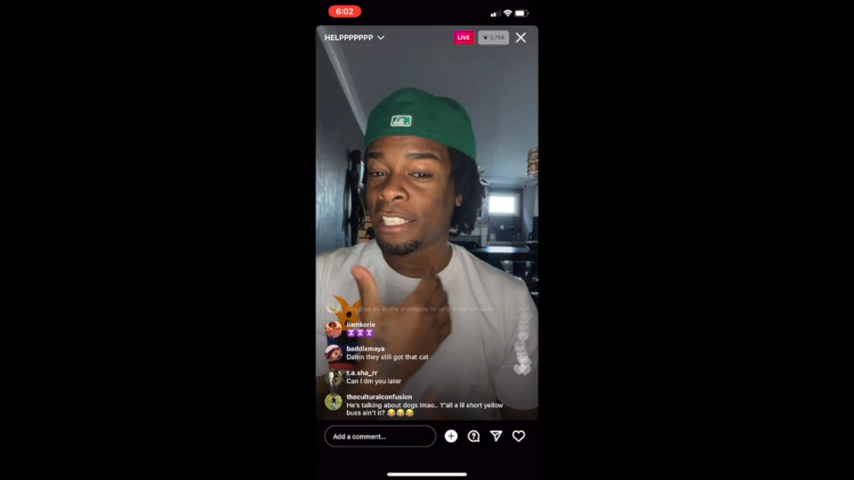 6:02
HELPPPPPPP
LIVE
liamkorie
baddixmaya
Damn they still got that cat
t.a.sha_rr
Can I dm you later
theculturalconfusion
He's talking about dogs lmao.. Y'all a lil short yellow
buss ain't it? 😂😂😂
Add a comment...